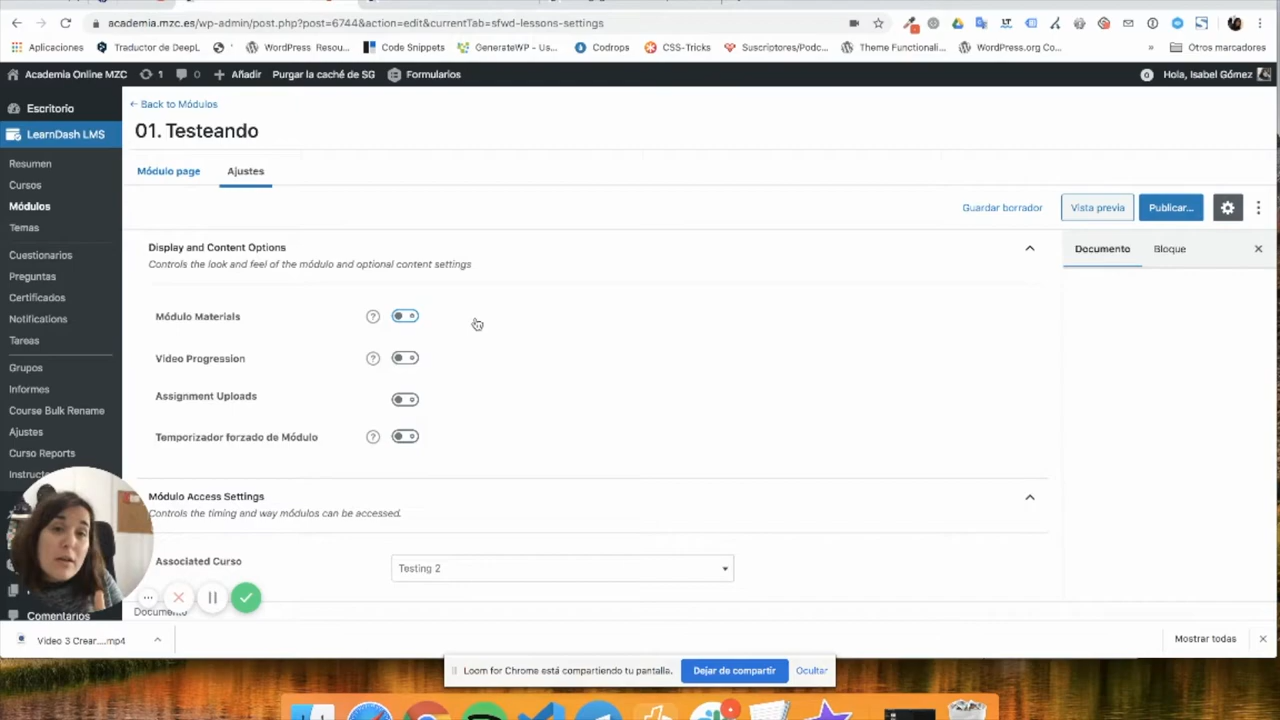 academia.mzc.es/wp-admin/post.php?post=6744&action=edit&currentTab=sfwd-lessons-settings
Aplicaciones
Traductor de DeepL
WordPress Resou...
Code Snippets
GenerateWP - Us...
Codrops
CSS-Tricks
Suscriptores/Podc...
Theme Functionali...
WordPress.org Co...
»
Otros marcadores
Academia Online MZC
1
0
Añadir
Purgar la caché de SG
Formularios
0
Hola, Isabel Gómez
Escritorio
LearnDash LMS
Resumen
Cursos
Módulos
Temas
Cuestionarios
Preguntas
Certificados
Notifications
Tareas
Grupos
Informes
Course Bulk Rename
Ajustes
Curso Reports
Instructo
Comentarios
← Back to Módulos
01. Testeando
Módulo page
Ajustes
Guardar borrador
Vista previa
Publicar...
Display and Content Options
Controls the look and feel of the módulo and optional content settings
Módulo Materials
Video Progression
Assignment Uploads
Temporizador forzado de Módulo
Módulo Access Settings
Controls the timing and way módulos can be accessed.
Associated Curso
Testing 2
Documento
Documento
Bloque
Video 3 Crear....mp4
Mostrar todas
Loom for Chrome está compartiendo tu pantalla.
Dejar de compartir
Ocultar